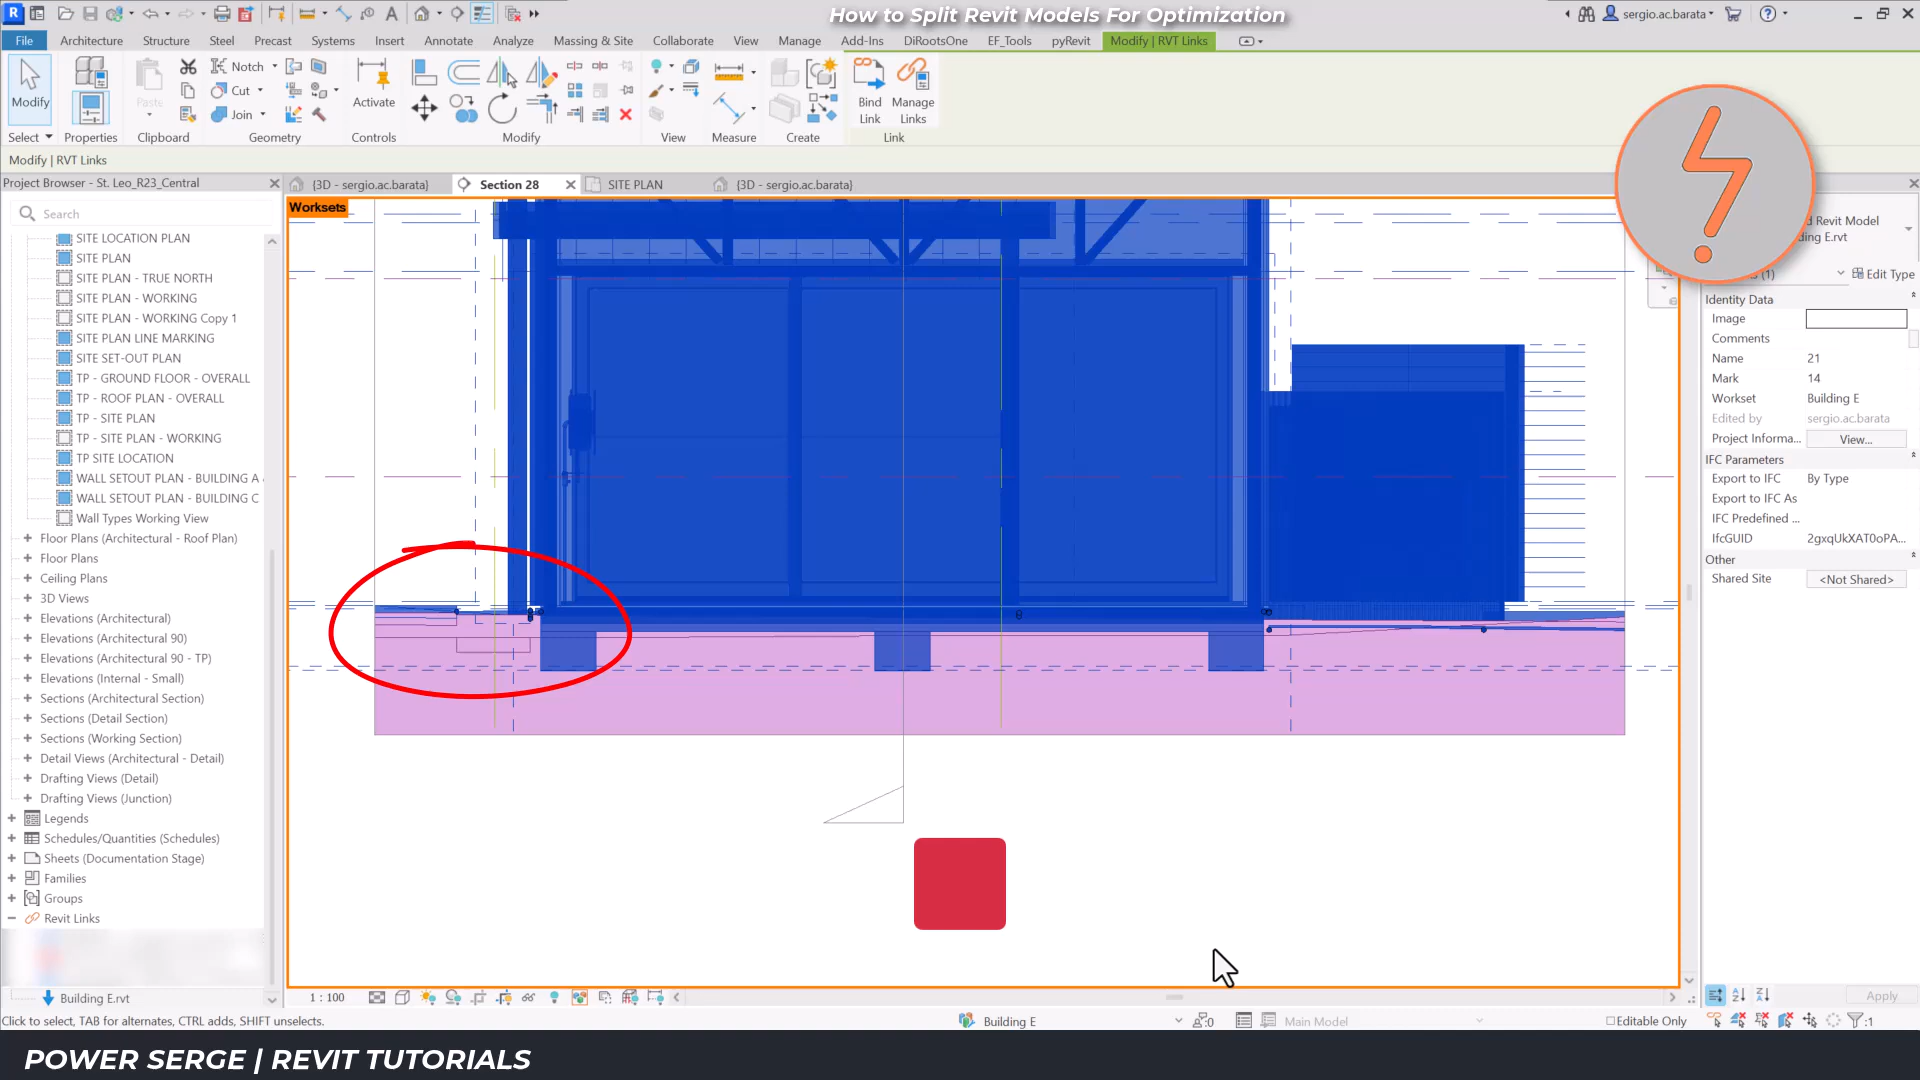 How to Split Revit Models For Optimization
sergio.ac.barata
File Architecture Structure Steel Precast Systems Insert Annotate Analyze Massing & Site Collaborate View Manage Add-Ins DiRootsOne EF_Tools pyRevit Modify | RVT Links
Modify
Paste
Notch
Cut
Join
Activate
Bind Link
Manage Links
Select Properties Clipboard Geometry Controls Modify View Measure Create Link
Modify | RVT Links
Project Browser - St. Leo_R23_Central
{3D - sergio.ac.barata}
Section 28
SITE PLAN
{3D - sergio.ac.barata}
Search
Worksets
SITE LOCATION PLAN
SITE PLAN
SITE PLAN - TRUE NORTH
SITE PLAN - WORKING
SITE PLAN - WORKING Copy 1
SITE PLAN LINE MARKING
SITE SET-OUT PLAN
TP - GROUND FLOOR - OVERALL
TP - ROOF PLAN - OVERALL
TP - SITE PLAN
TP - SITE PLAN - WORKING
TP SITE LOCATION
WALL SETOUT PLAN - BUILDING A
WALL SETOUT PLAN - BUILDING C
Wall Types Working View
Floor Plans (Architectural - Roof Plan)
Floor Plans
Ceiling Plans
3D Views
Elevations (Architectural)
Elevations (Architectural 90)
Elevations (Architectural 90 - TP)
Elevations (Internal - Small)
Sections (Architectural Section)
Sections (Detail Section)
Sections (Working Section)
Detail Views (Architectural - Detail)
Drafting Views (Detail)
Drafting Views (Junction)
Legends
Schedules/Quantities (Schedules)
Sheets (Documentation Stage)
Families
Groups
Revit Links
Building E.rvt
d Revit Model
ding E.rvt
(1)
Edit Type
Identity Data
Image
Comments
Name 21
Mark 14
Workset Building E
Edited by sergio.ac.barata
Project Informa... View...
IFC Parameters
Export to IFC By Type
Export to IFC As
IFC Predefined ...
IfcGUID 2gxqUkXAT0oPA...
Other
Shared Site <Not Shared>
Apply
1 : 100
Click to select, TAB for alternates, CTRL adds, SHIFT unselects.
Building E
:0
Main Model
Editable Only
:1
POWER SERGE | REVIT TUTORIALS